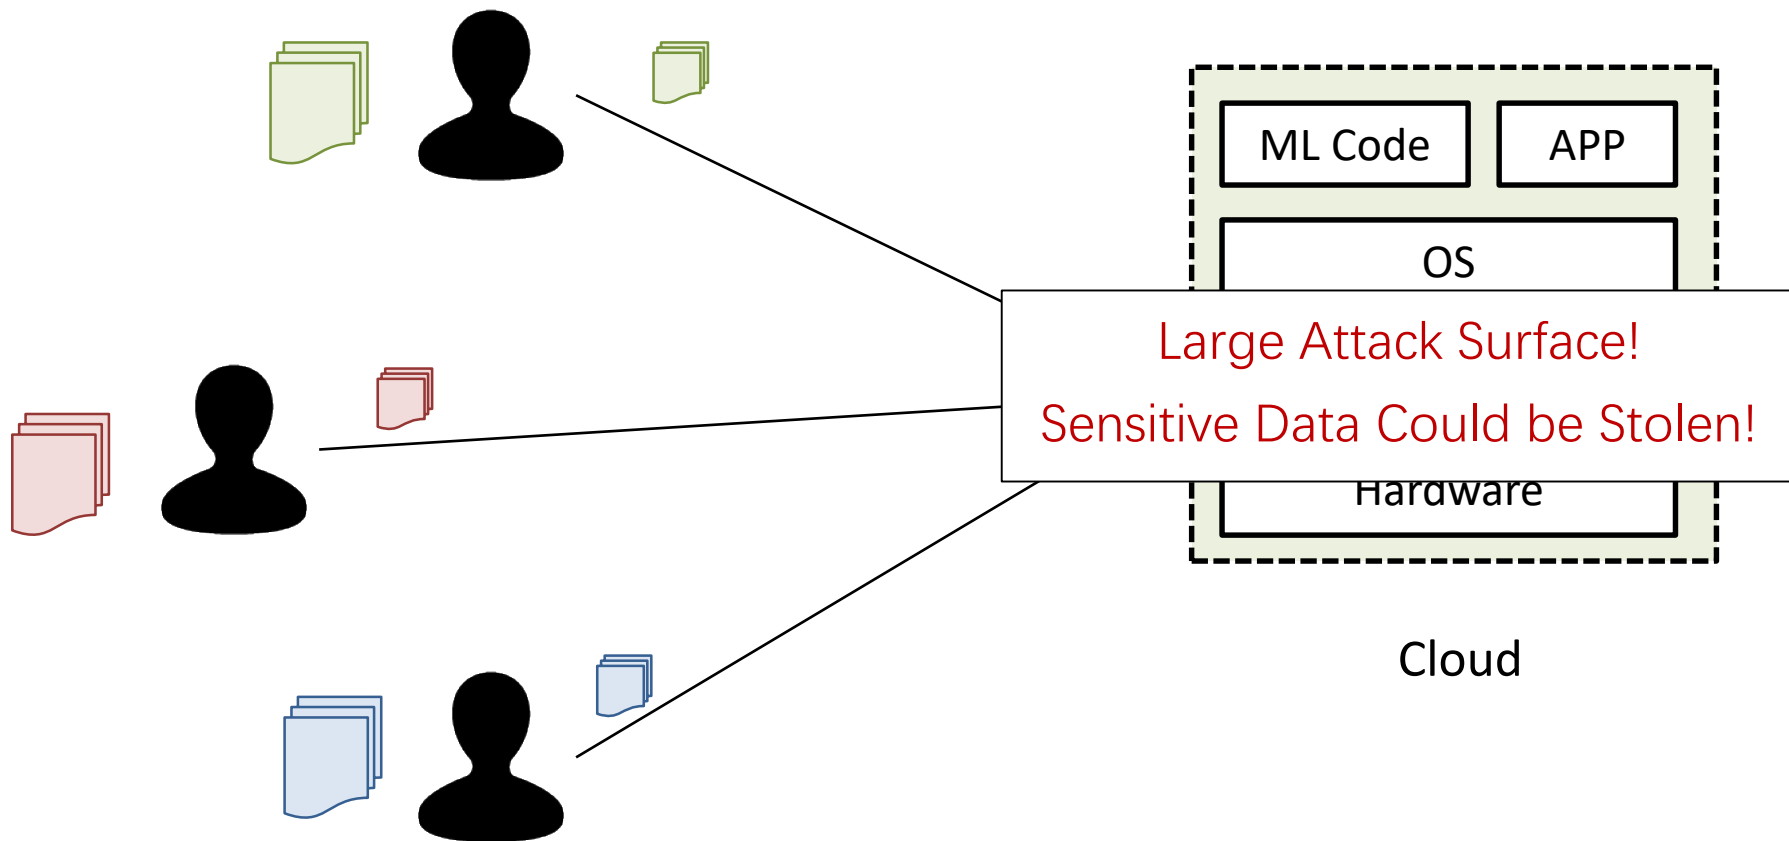 ML Code
APP
OS
Large Attack Surface!
Sensitive Data Could be Stolen!
Hardware
Cloud